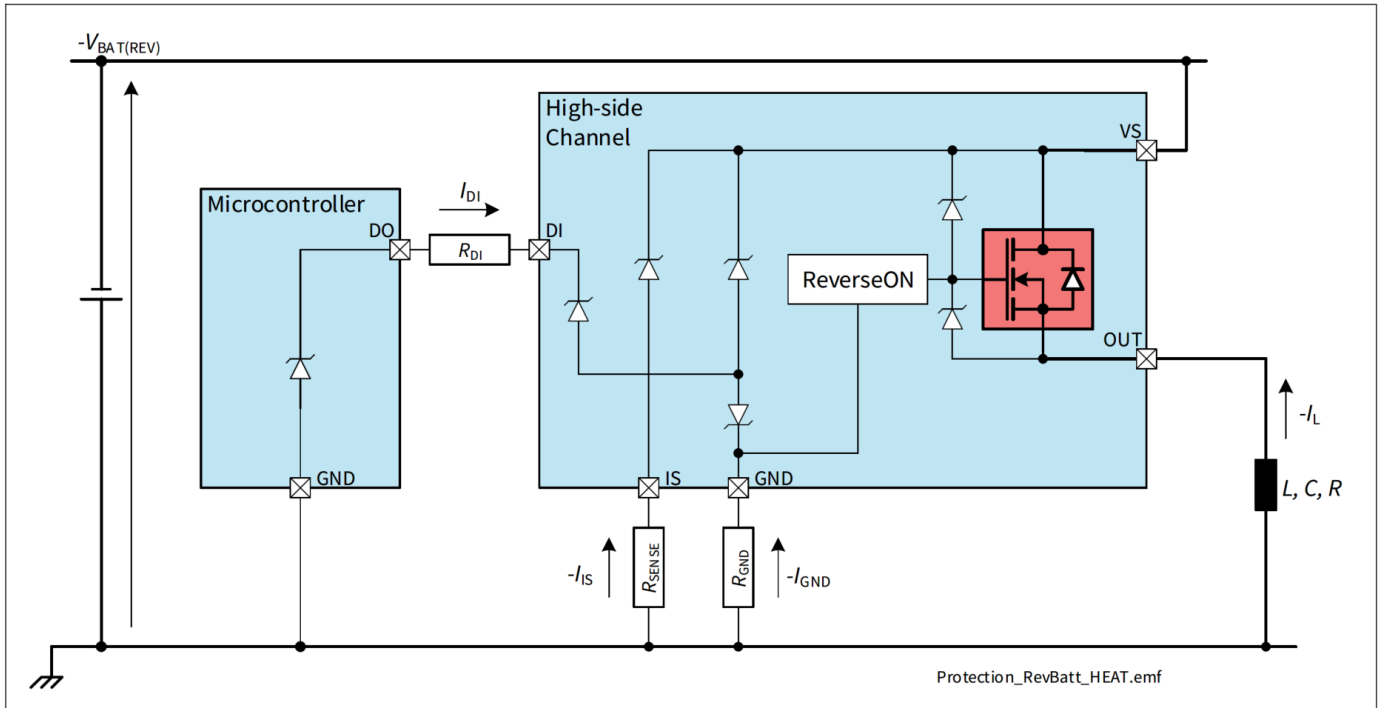 -VBAT(REV)
High-side
Channel
VS
Microcontroller
IDI
DO
RDI
DI
ReverseON
OUT
-IL
GND
IS
GND
L, C, R
-IIS
RSENSE
RGND
-IGND
Protection_RevBatt_HEAT.emf